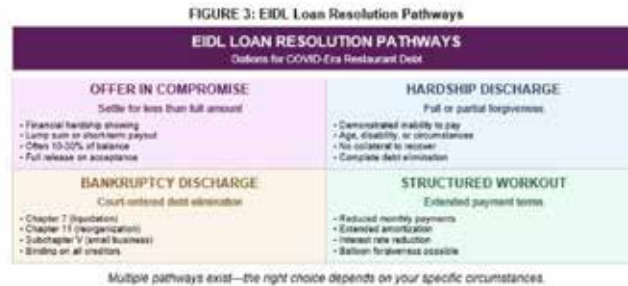 FIGURE 3: EIDL Loan Resolution Pathways
EIDL LOAN RESOLUTION PATHWAYS
Options for COVID-Era Restaurant Debt
OFFER IN COMPROMISE
Settle for less than full amount
• Financial hardship showing
• Lump sum or short-term payout
• Often 10-30% of balance
• Full release on acceptance
HARDSHIP DISCHARGE
Full or partial forgiveness
• Demonstrated inability to pay
• Age, disability, or circumstances
• No collateral to recover
• Complete debt elimination
BANKRUPTCY DISCHARGE
Court-ordered debt elimination
• Chapter 7 (liquidation)
• Chapter 11 (reorganization)
• Subchapter V (small business)
• Binding on all creditors
STRUCTURED WORKOUT
Extended payment terms
• Reduced monthly payments
• Extended amortization
• Interest rate reduction
• Balloon forgiveness possible
Multiple pathways exist—the right choice depends on your specific circumstances.